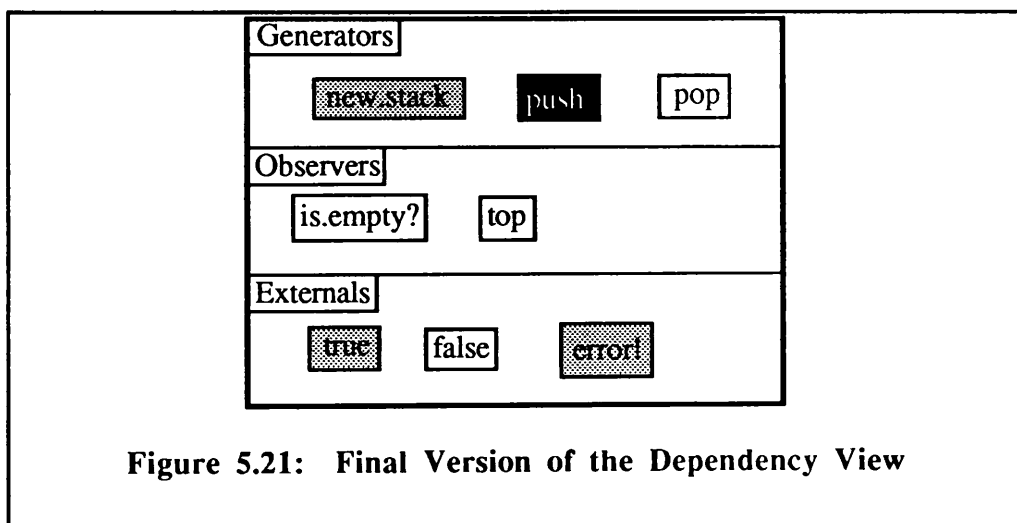 Generators
new.stack push pop
Observers
is.empty? top
Externals
true false error!
Figure 5.21: Final Version of the Dependency View